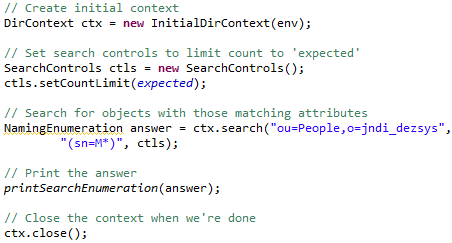 // Create initial context
DirContext ctx = new InitialDirContext(env);
// Set search controls to limit count to 'expected'
SearchControls ctls = new SearchControls();
ctls.setCountLimit(expected);
// Search for objects with those matching attributes
NamingEnumeration answer = ctx.search("ou=People,o=jndi_dezsys",
"(sn=M*)", ctls);
// Print the answer
printSearchEnumeration(answer);
// Close the context when we're done
ctx.close();